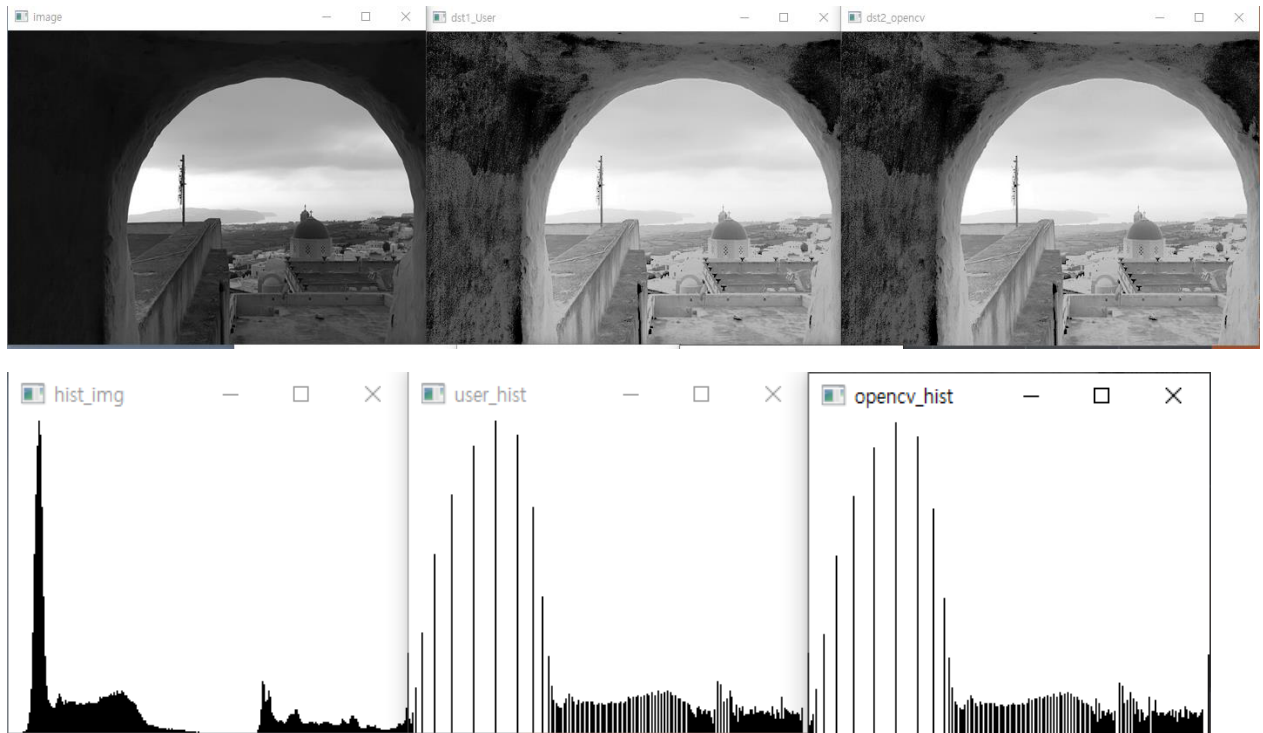 image
dst1_User
dst2_opencv
hist_img
user_hist
opencv_hist